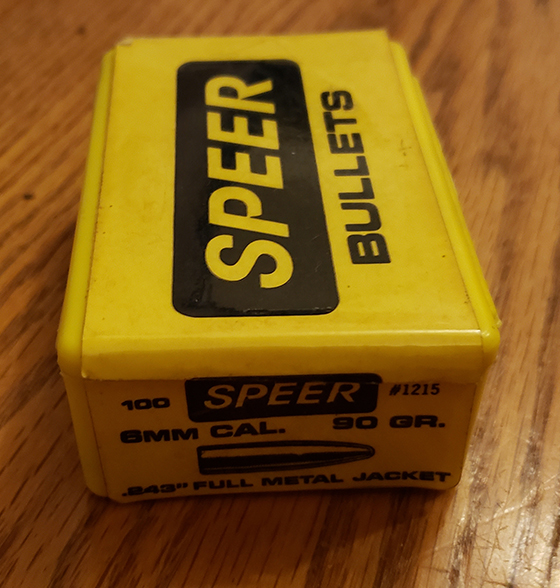 SPEER
BULLETS
100 SPEER #1215
6MM CAL. 90 GR.
.243" FULL METAL JACKET